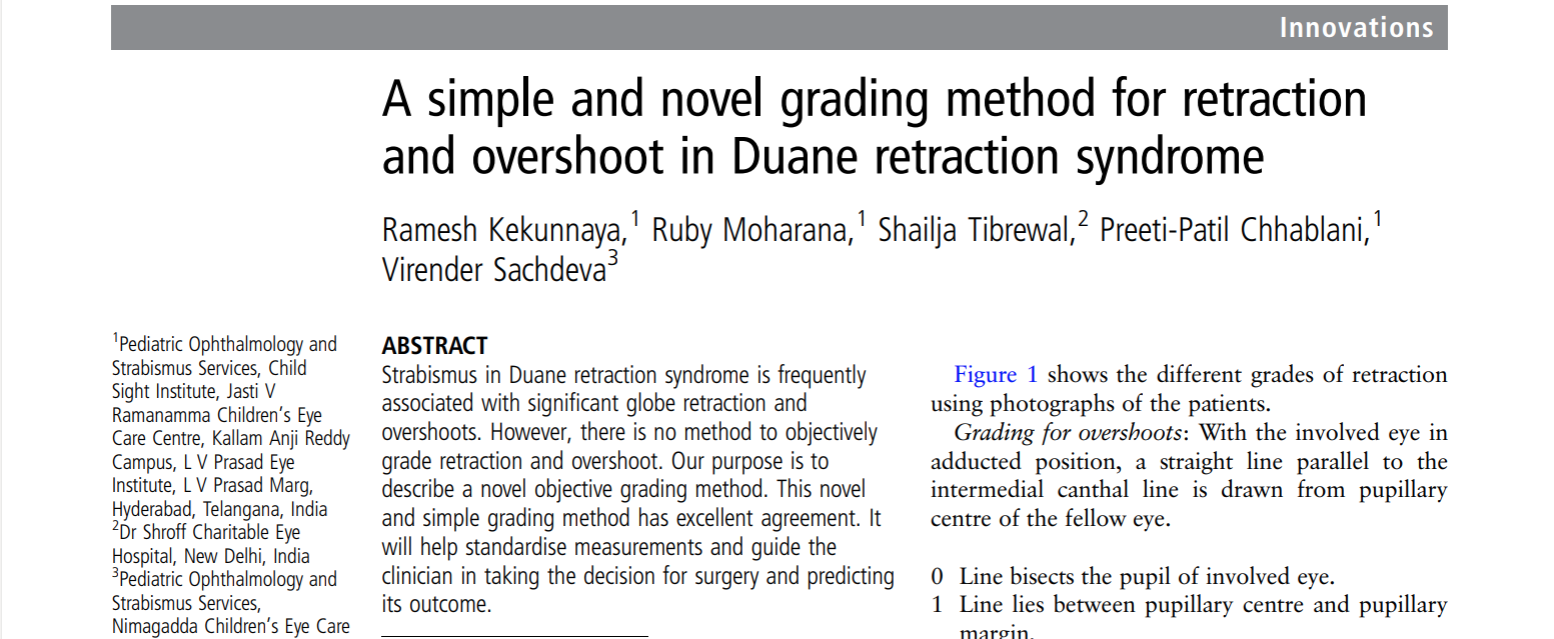 Innovations
A simple and novel grading method for retraction
and overshoot in Duane retraction syndrome
Ramesh Kekunnaya,1 Ruby Moharana,1 Shailja Tibrewal,2 Preeti-Patil Chhablani,1
Virender Sachdeva3
1Pediatric Ophthalmology and
Strabismus Services, Child
Sight Institute, Jasti V
Ramanamma Children's Eye
Care Centre, Kallam Anji Reddy
Campus, L V Prasad Eye
Institute, L V Prasad Marg,
Hyderabad, Telangana, India
2Dr Shroff Charitable Eye
Hospital, New Delhi, India
3Pediatric Ophthalmology and
Strabismus Services,
Nimagadda Children's Eye Care
ABSTRACT
Strabismus in Duane retraction syndrome is frequently
associated with significant globe retraction and
overshoots. However, there is no method to objectively
grade retraction and overshoot. Our purpose is to
describe a novel objective grading method. This novel
and simple grading method has excellent agreement. It
will help standardise measurements and guide the
clinician in taking the decision for surgery and predicting
its outcome.
Figure 1 shows the different grades of retraction
using photographs of the patients.
Grading for overshoots: With the involved eye in
adducted position, a straight line parallel to the
intermedial canthal line is drawn from pupillary
centre of the fellow eye.
0 Line bisects the pupil of involved eye.
1 Line lies between pupillary centre and pupillary
margin.